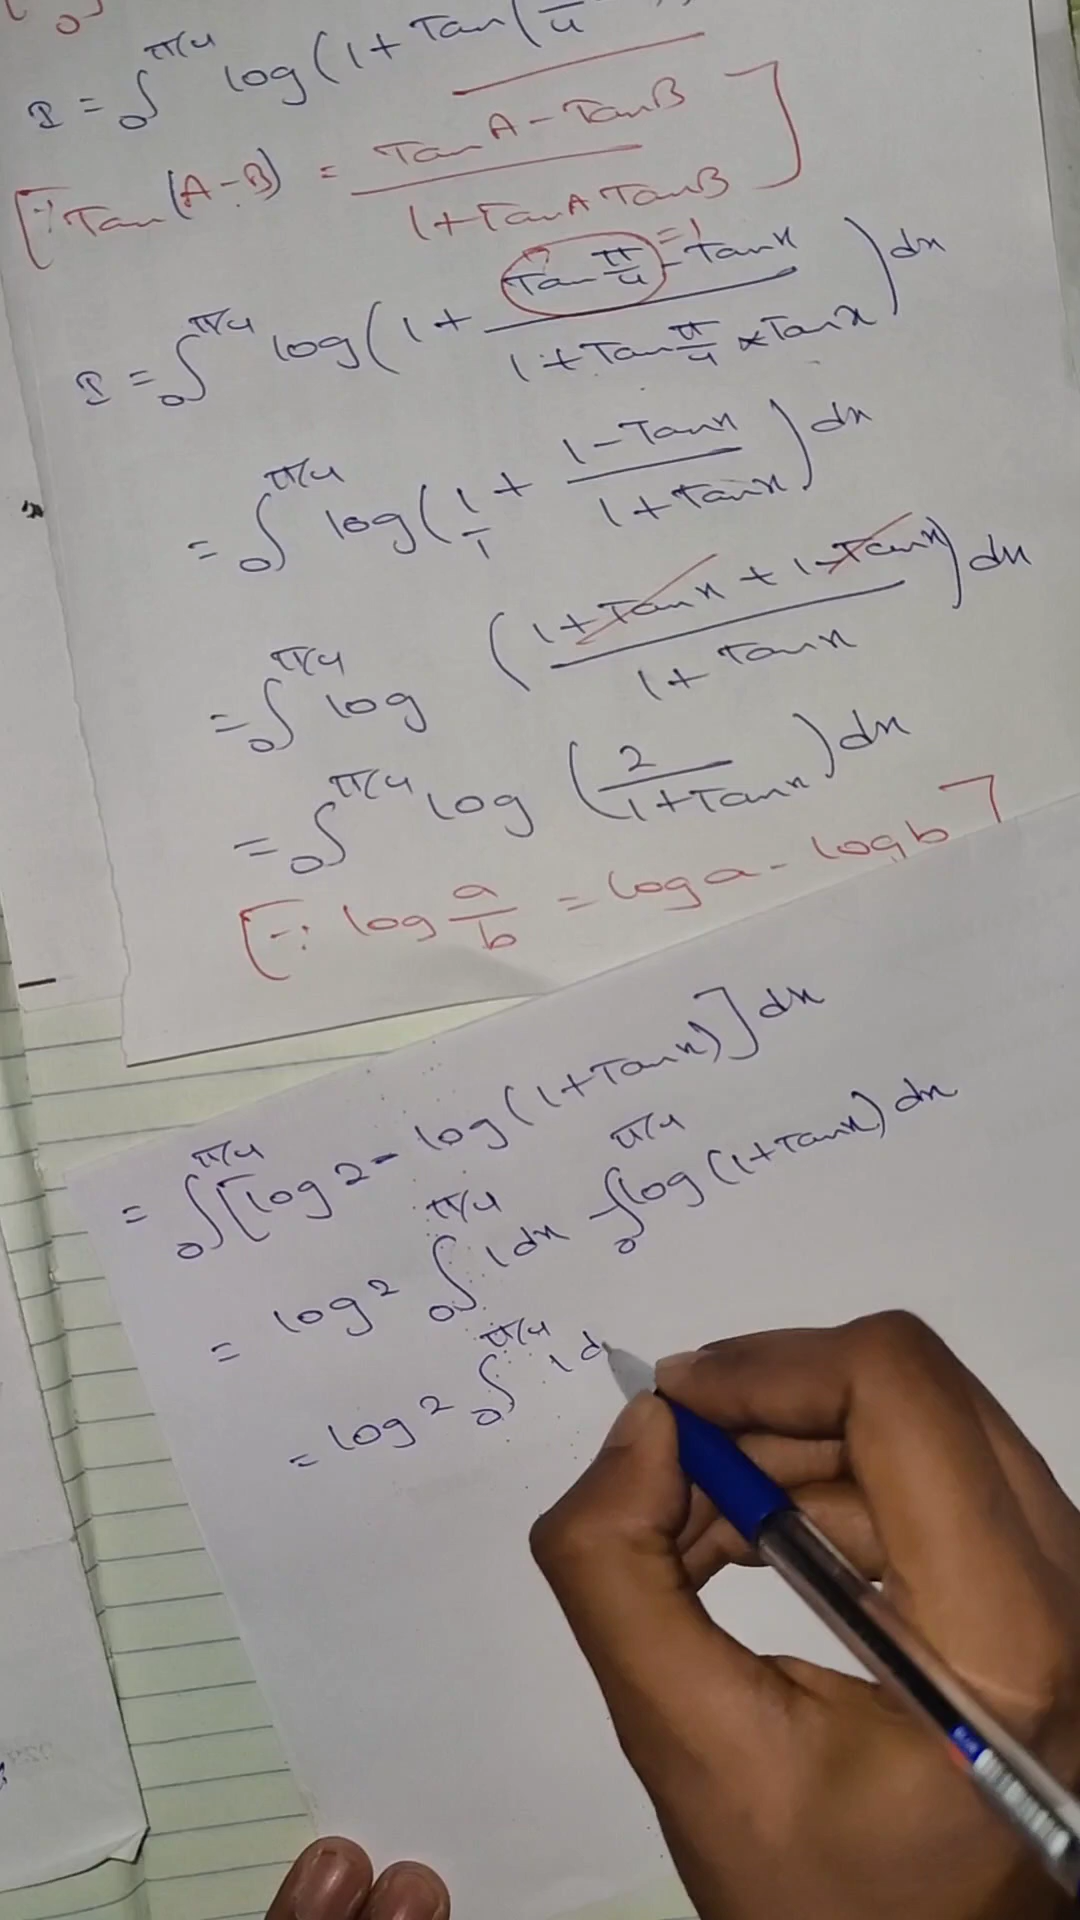 I = ₀∫^π/4 log(1 + Tan(π/4
[∵ Tan(A-B) = (TanA - TanB)/(1 + TanA TanB)]
=1
I = ₀∫^π/4 log(1 + (Tan π/4 - Tanx)/(1 + Tan π/4 × Tanx)) dx
= ₀∫^π/4 log(1/1 + (1 - Tanx)/(1 + Tanx)) dx
= ₀∫^π/4 log ((1 + Tanx + 1 - Tanx)/(1 + Tanx)) dx
= ₀∫^π/4 log (2/(1 + Tanx)) dx
[∵ log a/b = log a - log b]
= ₀∫^π/4 [log 2 - log(1 + Tanx)] dx
= log 2 ₀∫^π/4 1 dx - ₀∫^π/4 log(1 + Tanx) dx
= log 2 ₀∫^π/4 1 d